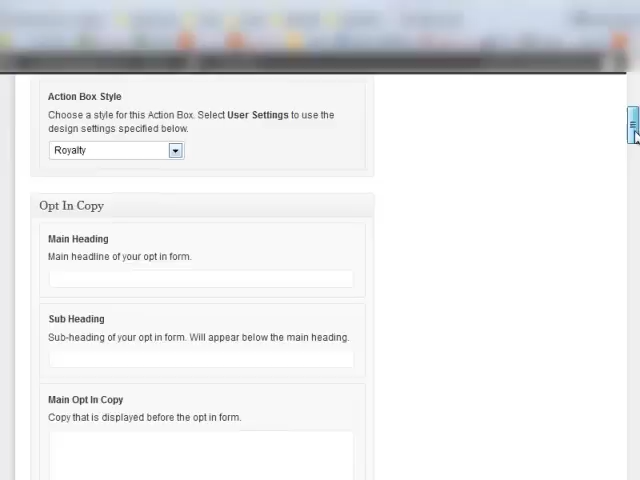 Action Box Style
Choose a style for this Action Box. Select User Settings to use the
design settings specified below.
Royalty
Opt In Copy
Main Heading
Main headline of your opt in form.
Sub Heading
Sub-heading of your opt in form. Will appear below the main heading.
Main Opt In Copy
Copy that is displayed before the opt in form.